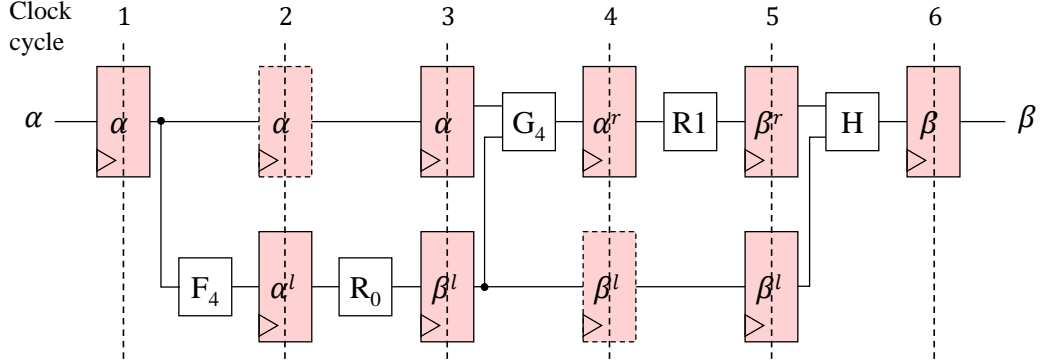 Clock 1 2 3 4 5 6
cycle
α α α α G₄ αʳ R1 βʳ H β β
F₄ αˡ R₀ βˡ βˡ βˡ